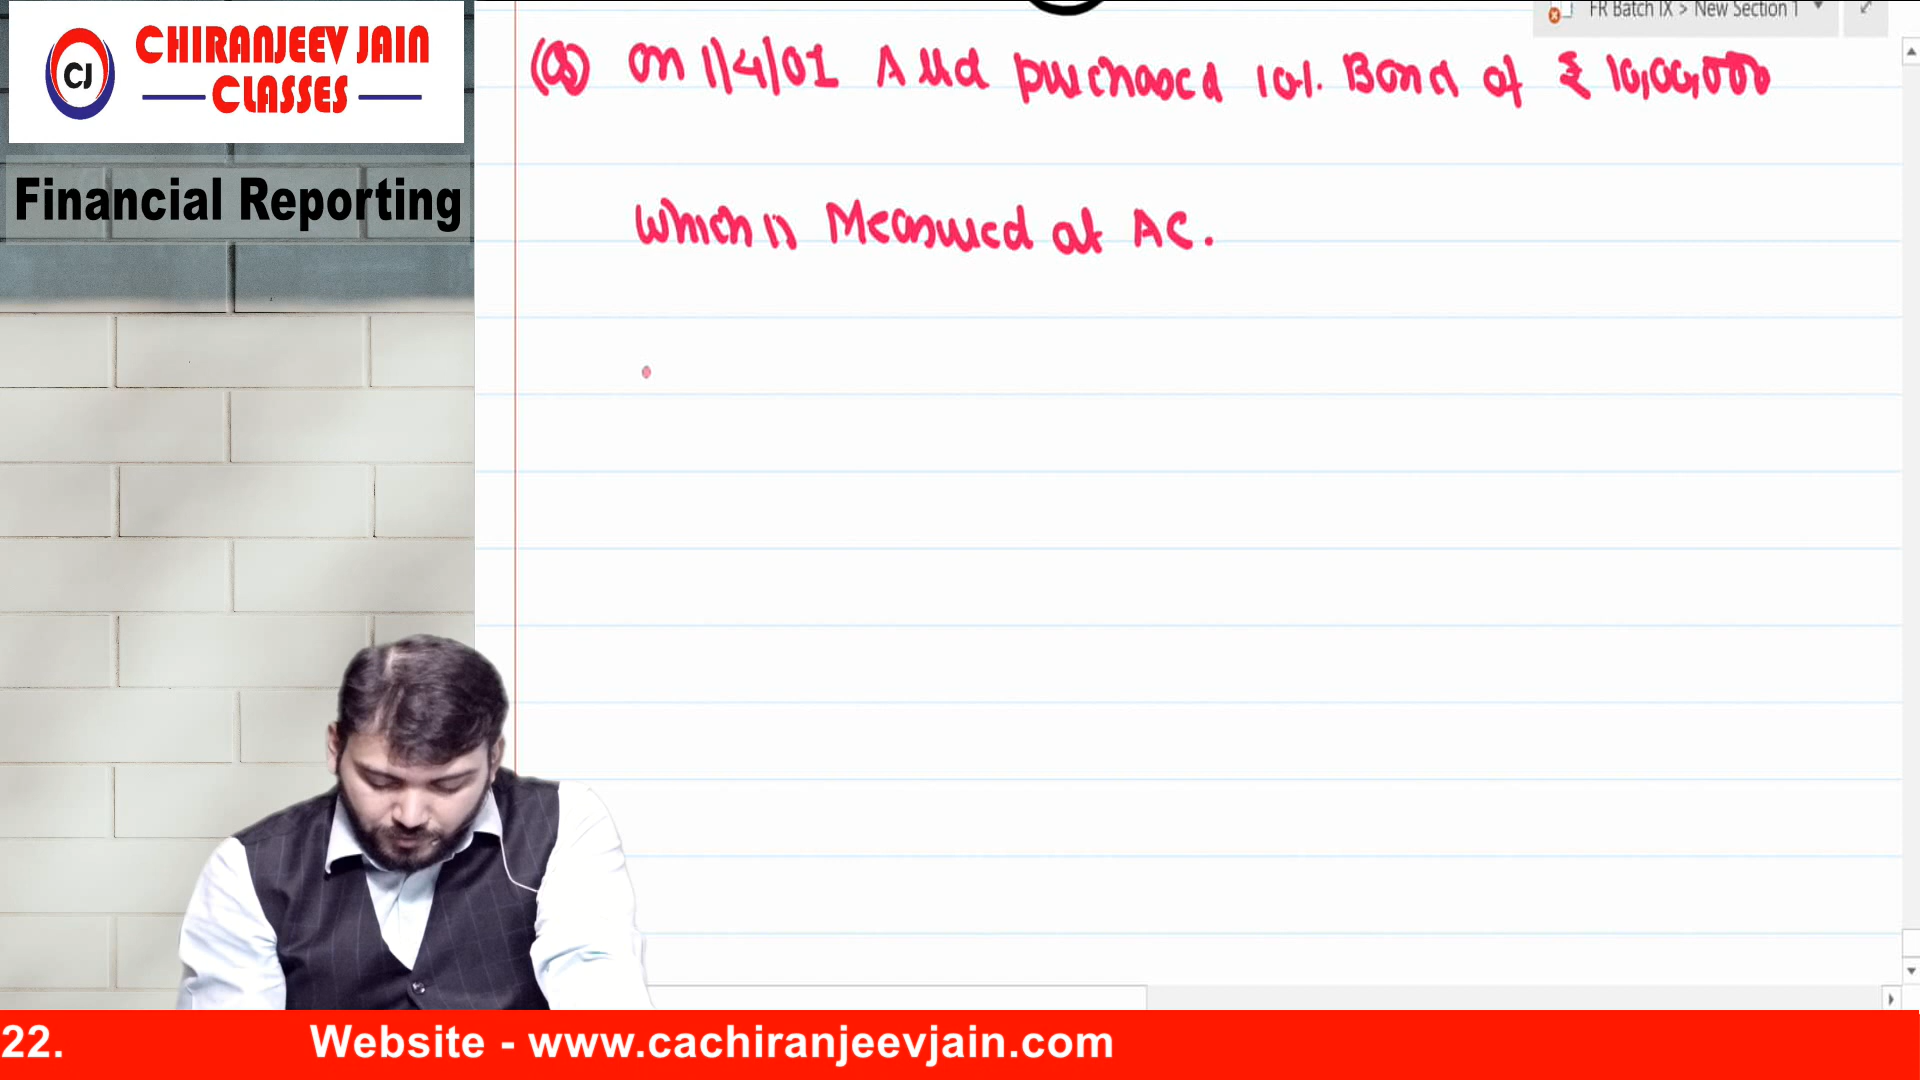 CHIRANJEEV JAIN
CJ
CLASSES
Financial Reporting
FR Batch IX > New Section 1
(Q) on 1/4/01 A Ltd purchased 10%. Bond of ₹ 10,00,000
which is Measured at AC.
22.
Website - www.cachiranjeevjain.com